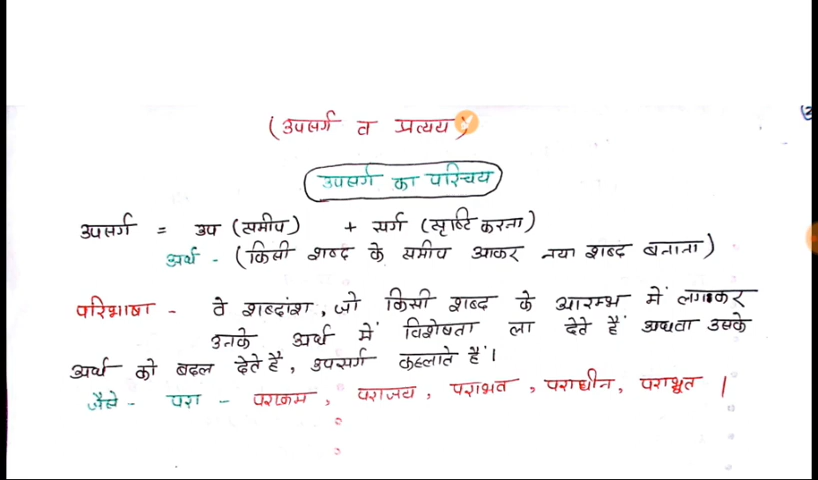 (उपसर्ग व प्रत्यय)
उपसर्ग का परिचय
उपसर्ग = उप (समीप) + सर्ग (सृष्टि करना)
अर्थ - (किसी शब्द के समीप आकर नया शब्द बनाना)
परिभाषा - वे शब्दांश, जो किसी शब्द के आरम्भ में लगकर
उनके अर्थ में विशेषता ला देते हैं अथवा उसके
अर्थ को बदल देते है, उपसर्ग कहलाते हैं।
जैसे - परा - पराक्रम, पराजय, पराभव, पराधीन, पराभूत |